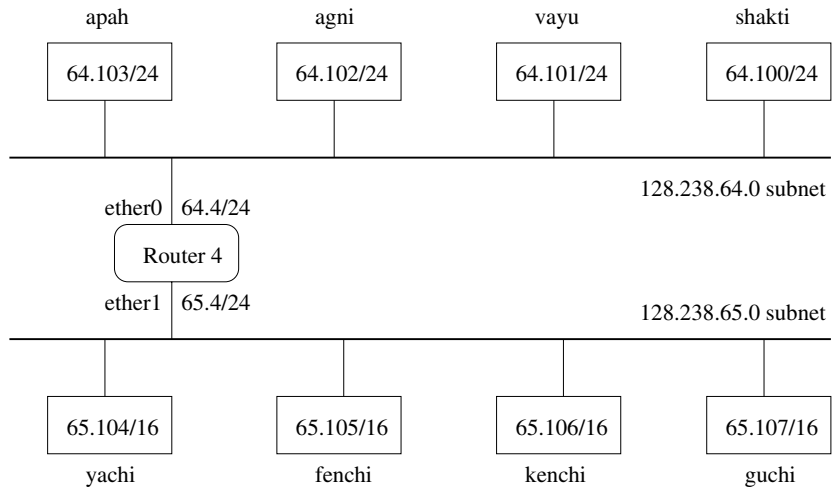 apah agni vayu shakti
64.103/24 64.102/24 64.101/24 64.100/24
128.238.64.0 subnet
ether0 64.4/24
Router 4
ether1 65.4/24
128.238.65.0 subnet
65.104/16 65.105/16 65.106/16 65.107/16
yachi fenchi kenchi guchi